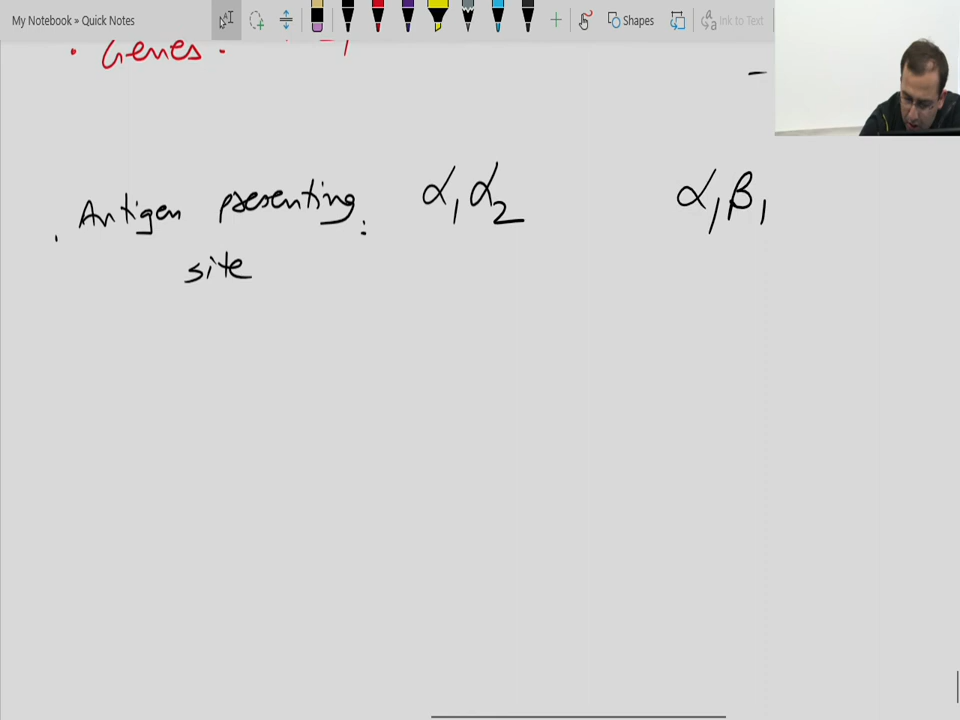 My Notebook » Quick Notes
Shapes
Ink to Text
· Genes ·
· Antigen presenting : α₁α₂ α₁β₁
site